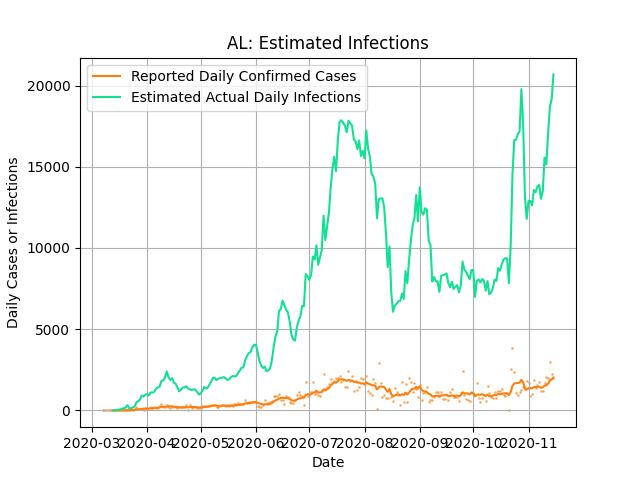 AL: Estimated Infections
Reported Daily Confirmed Cases
Estimated Actual Daily Infections
20000
15000
10000
5000
0
Daily Cases or Infections
2020-03 2020-04 2020-05 2020-06 2020-07 2020-08 2020-09 2020-10 2020-11
Date